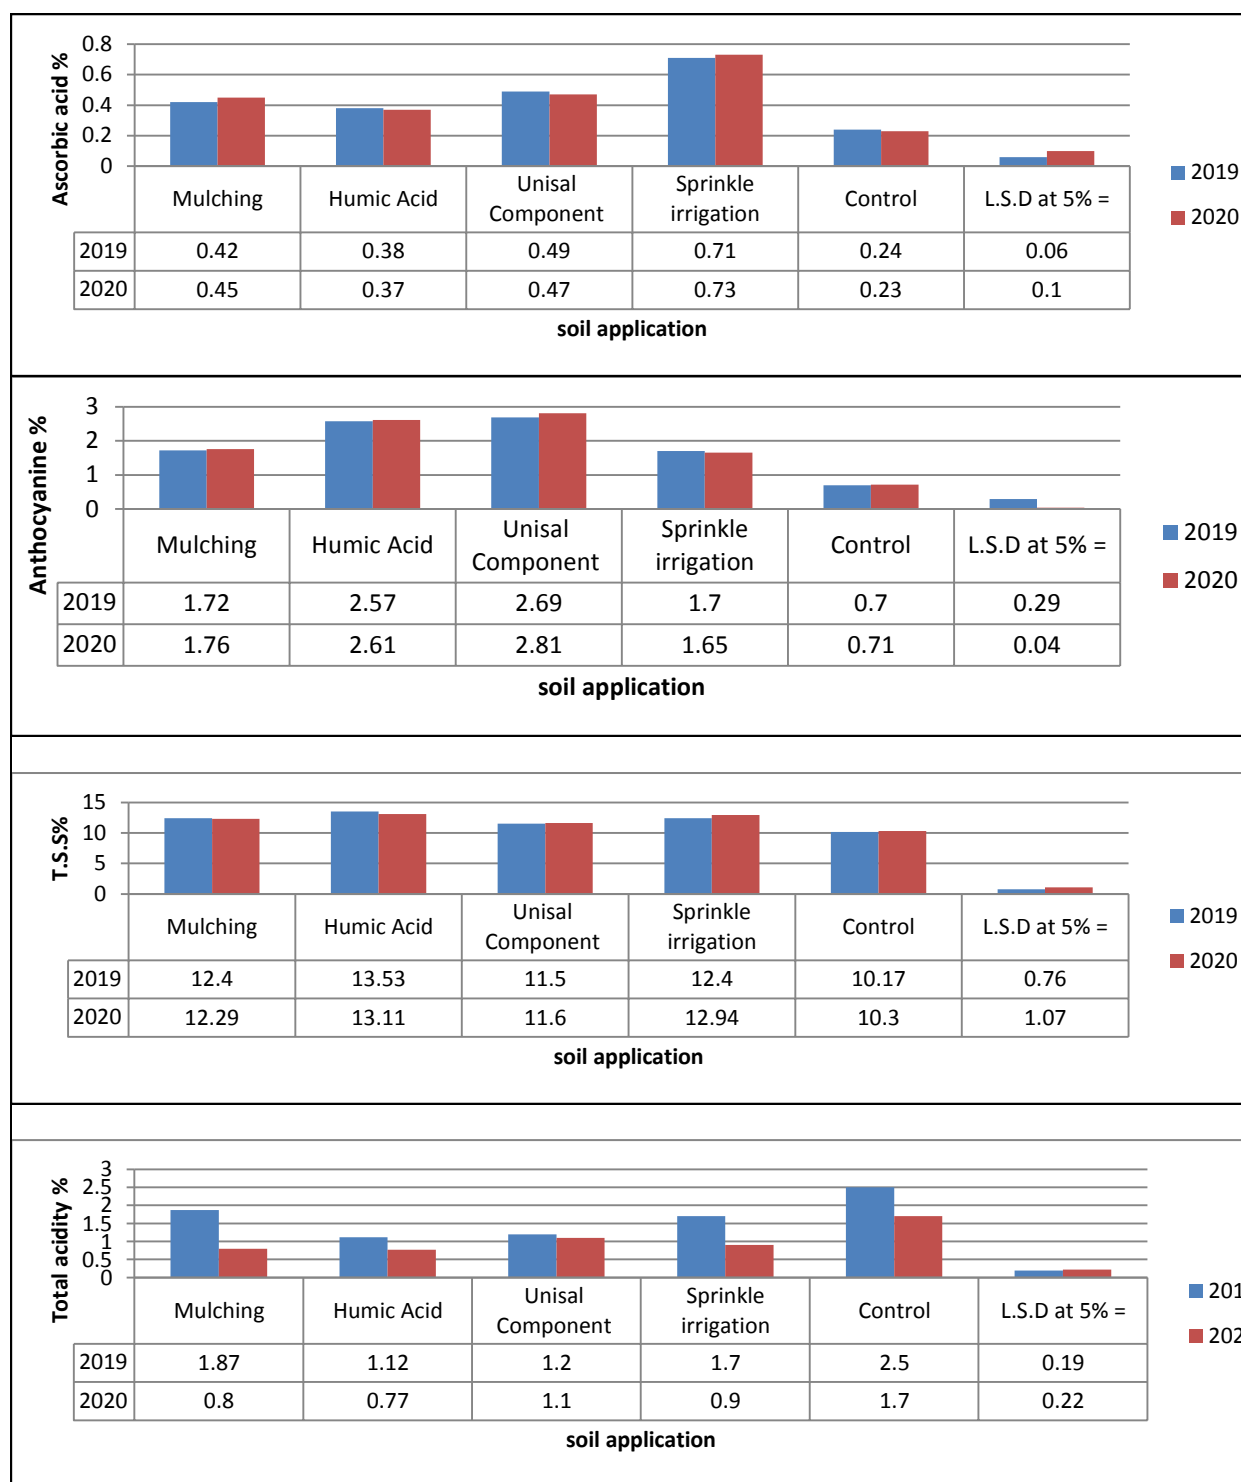 Ascorbic acid %
0.8
0.6
0.4
0.2
0
Mulching Humic Acid Unisal Component Sprinkle irrigation Control L.S.D at 5% =
2019 0.42 0.38 0.49 0.71 0.24 0.06
2020 0.45 0.37 0.47 0.73 0.23 0.1
soil application
2019
2020
Anthocyanine %
3
2
1
0
Mulching Humic Acid Unisal Component Sprinkle irrigation Control L.S.D at 5% =
2019 1.72 2.57 2.69 1.7 0.7 0.29
2020 1.76 2.61 2.81 1.65 0.71 0.04
soil application
2019
2020
T.S.S%
15
10
5
0
Mulching Humic Acid Unisal Component Sprinkle irrigation Control L.S.D at 5% =
2019 12.4 13.53 11.5 12.4 10.17 0.76
2020 12.29 13.11 11.6 12.94 10.3 1.07
soil application
2019
2020
Total acidity %
3
2.5
2
1.5
1
0.5
0
Mulching Humic Acid Unisal Component Sprinkle irrigation Control L.S.D at 5% =
2019 1.87 1.12 1.2 1.7 2.5 0.19
2020 0.8 0.77 1.1 0.9 1.7 0.22
soil application
201
202